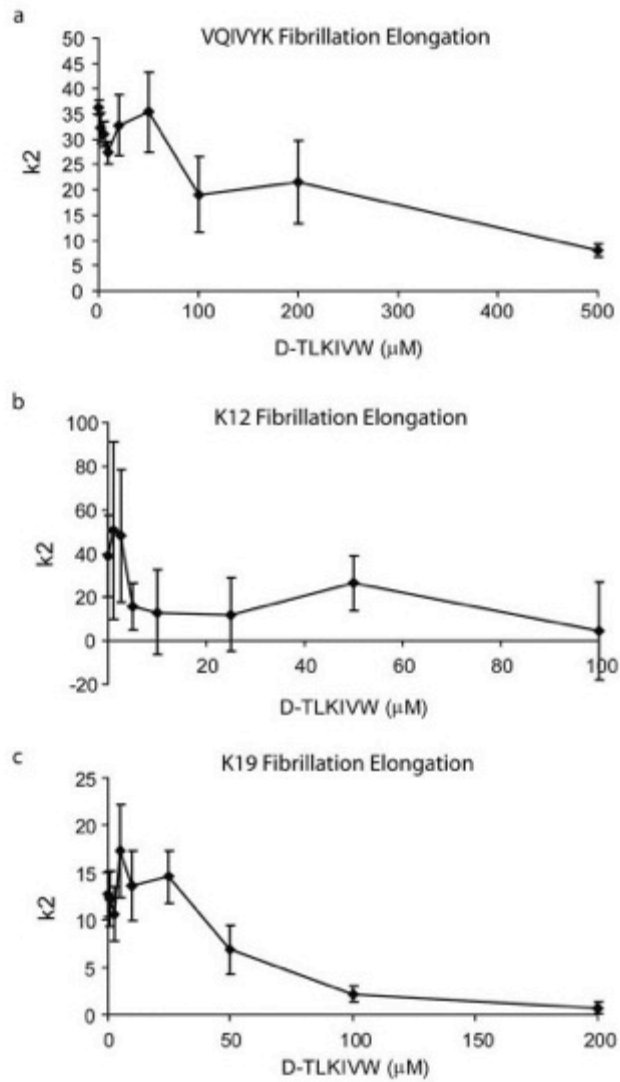 a
VQIVYK Fibrillation Elongation
50
45
40
35
30
25
20
15
10
5
0
k2
0 100 200 300 400 500
D-TLKIVW (μM)
b
K12 Fibrillation Elongation
100
80
60
40
20
0
-20
k2
20 40 60 80 100
D-TLKIVW (μM)
c
K19 Fibrillation Elongation
25
20
15
10
5
0
k2
0 50 100 150 200
D-TLKIVW (μM)